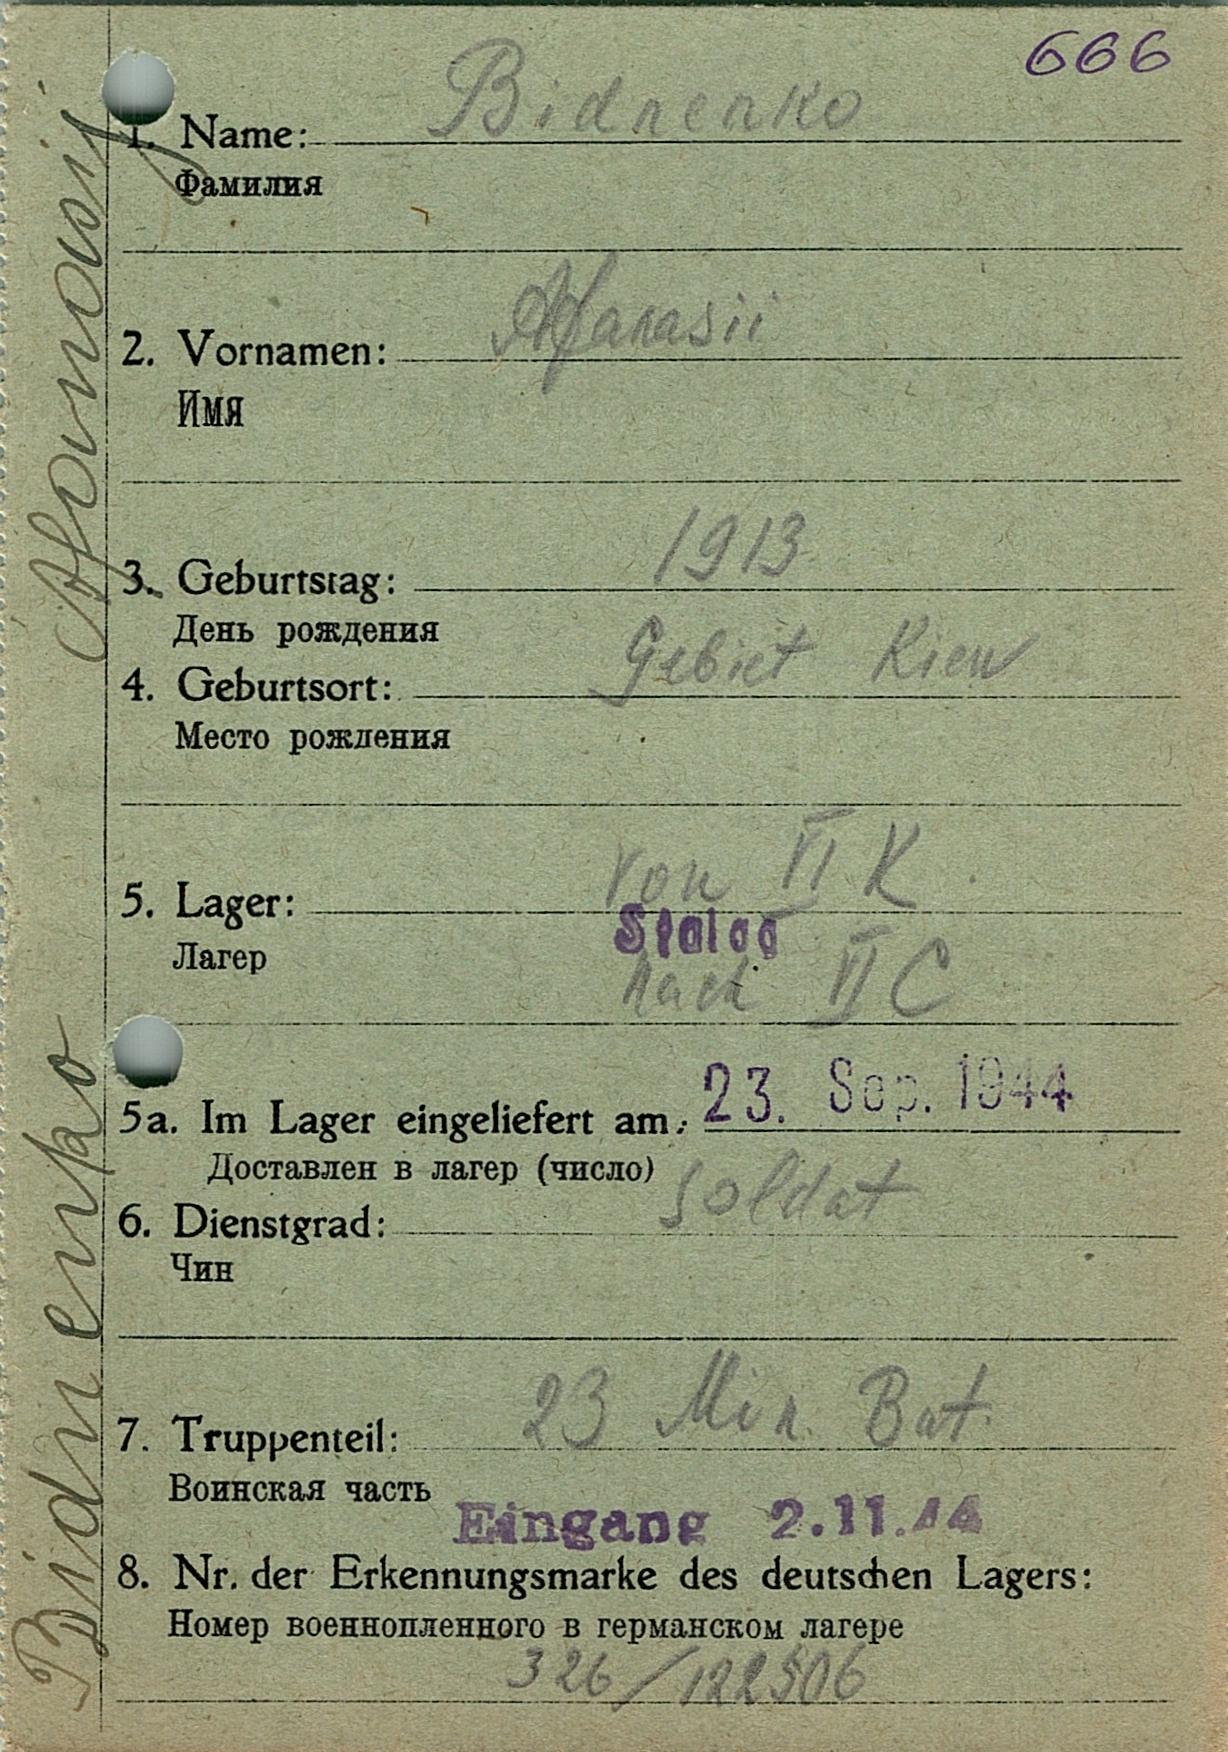 666
1. Name: Bidnenko
Фамилия
2. Vornamen: Afanasii
Имя
3. Geburtstag: 1913
День рождения
4. Geburtsort: Gebiet Kiew
Место рождения
von VI K
5. Lager:
Stalag
Лагер
nach VI C
5a. Im Lager eingeliefert am: 23. Sep. 1944
Доставлен в лагер (число)
6. Dienstgrad: Soldat
Чин
7. Truppenteil: 23 Min. Bat.
Воинская часть
Eingang 2.11.44
8. Nr. der Erkennungsmarke des deutschen Lagers:
Номер военнопленного в германском лагере
326/122506
Bidnenko Afanasij